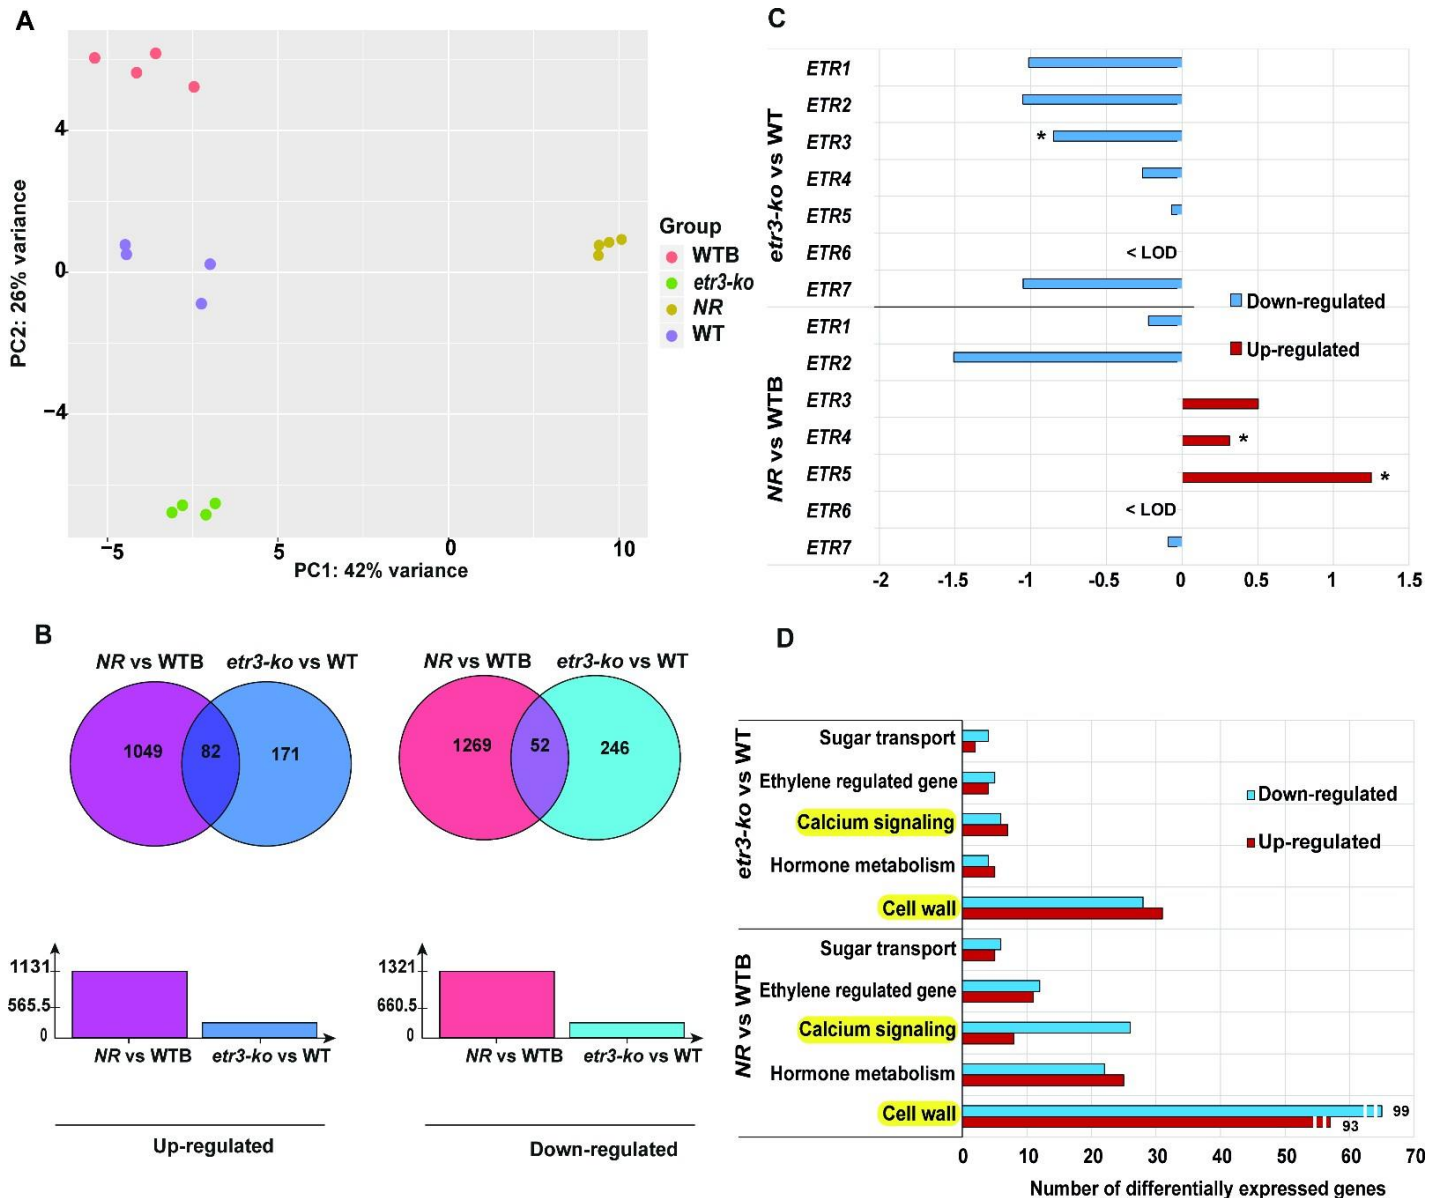 A
4
0
−4
−5
5
0
10
PC2: 26% variance
PC1: 42% variance
Group
WTB
etr3-ko
NR
WT
C
etr3-ko vs WT
ETR1
ETR2
* ETR3
ETR4
ETR5
ETR6
< LOD
ETR7
NR vs WTB
ETR1
ETR2
ETR3
ETR4 *
ETR5 *
ETR6
< LOD
ETR7
Down-regulated
Up-regulated
-2 -1.5 -1 -0.5 0 0.5 1 1.5
B
NR vs WTB etr3-ko vs WT
1049 82 171
NR vs WTB etr3-ko vs WT
1269 52 246
1131
565.5
0
NR vs WTB etr3-ko vs WT
Up-regulated
1321
660.5
0
NR vs WTB etr3-ko vs WT
Down-regulated
D
etr3-ko vs WT
Sugar transport
Ethylene regulated gene
Calcium signaling
Hormone metabolism
Cell wall
NR vs WTB
Sugar transport
Ethylene regulated gene
Calcium signaling
Hormone metabolism
Cell wall
99
93
Down-regulated
Up-regulated
0 10 20 30 40 50 60 70
Number of differentially expressed genes